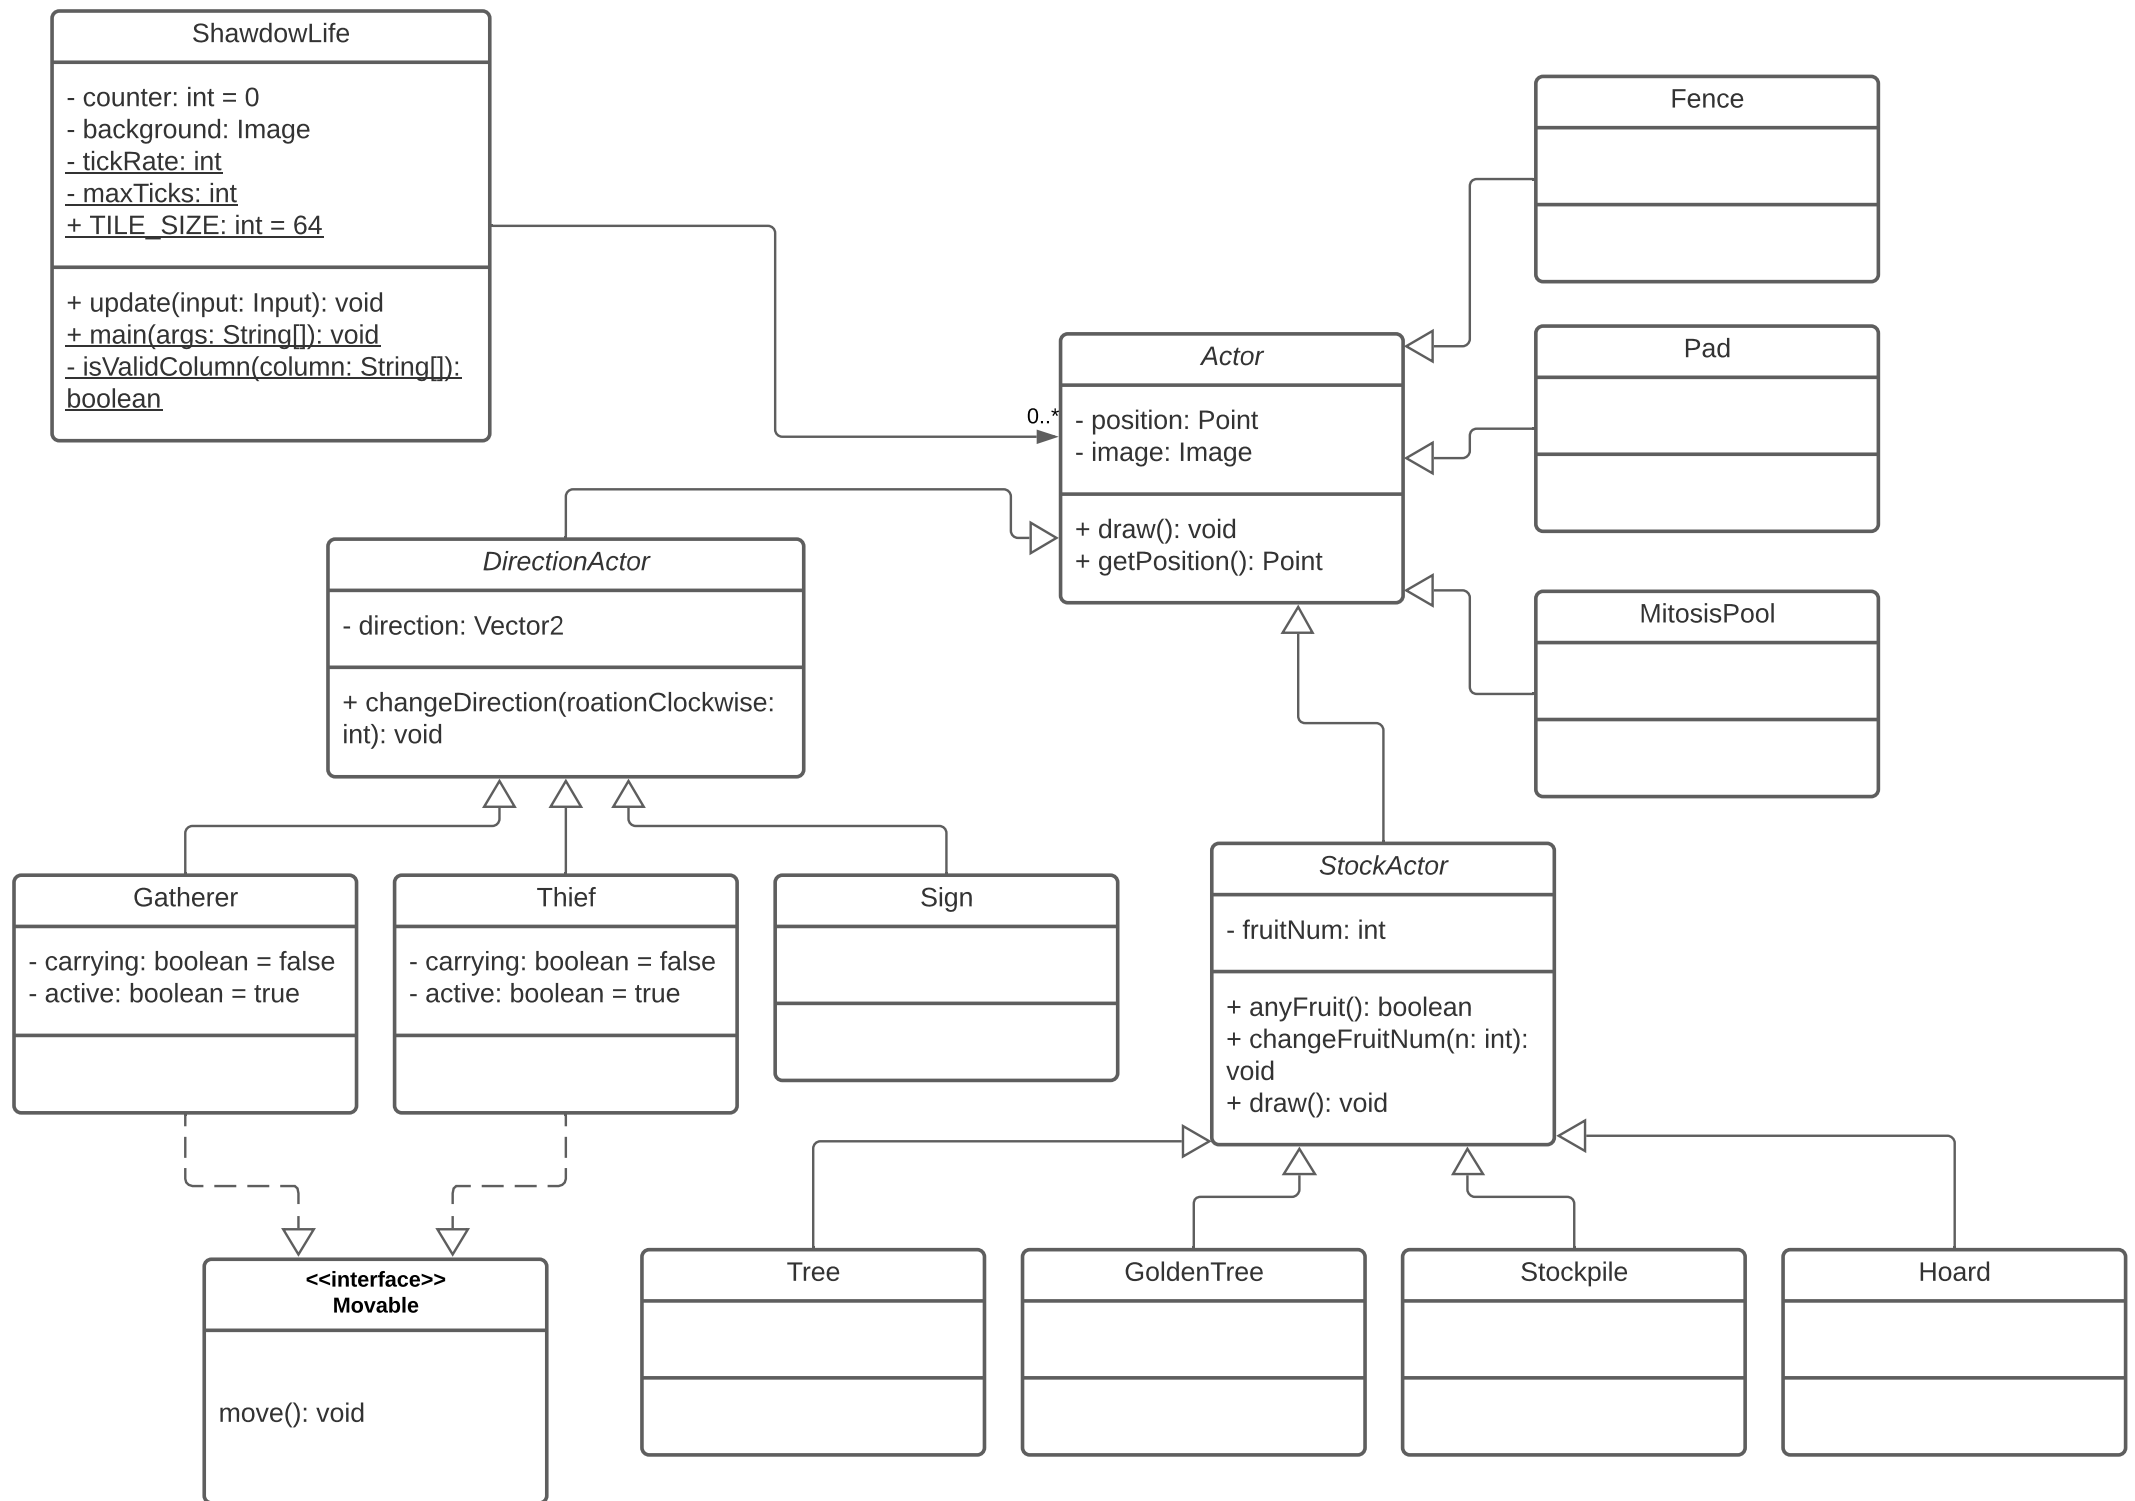 ShawdowLife
- counter: int = 0
- background: Image
- tickRate: int
- maxTicks: int
+ TILE_SIZE: int = 64
+ update(input: Input): void
+ main(args: String[]): void
- isValidColumn(column: String[]):
boolean
Fence
Pad
MitosisPool
0..*
Actor
- position: Point
- image: Image
+ draw(): void
+ getPosition(): Point
DirectionActor
- direction: Vector2
+ changeDirection(roationClockwise:
int): void
Gatherer
- carrying: boolean = false
- active: boolean = true
Thief
- carrying: boolean = false
- active: boolean = true
Sign
StockActor
- fruitNum: int
+ anyFruit(): boolean
+ changeFruitNum(n: int):
void
+ draw(): void
<<interface>>
Movable
move(): void
Tree
GoldenTree
Stockpile
Hoard